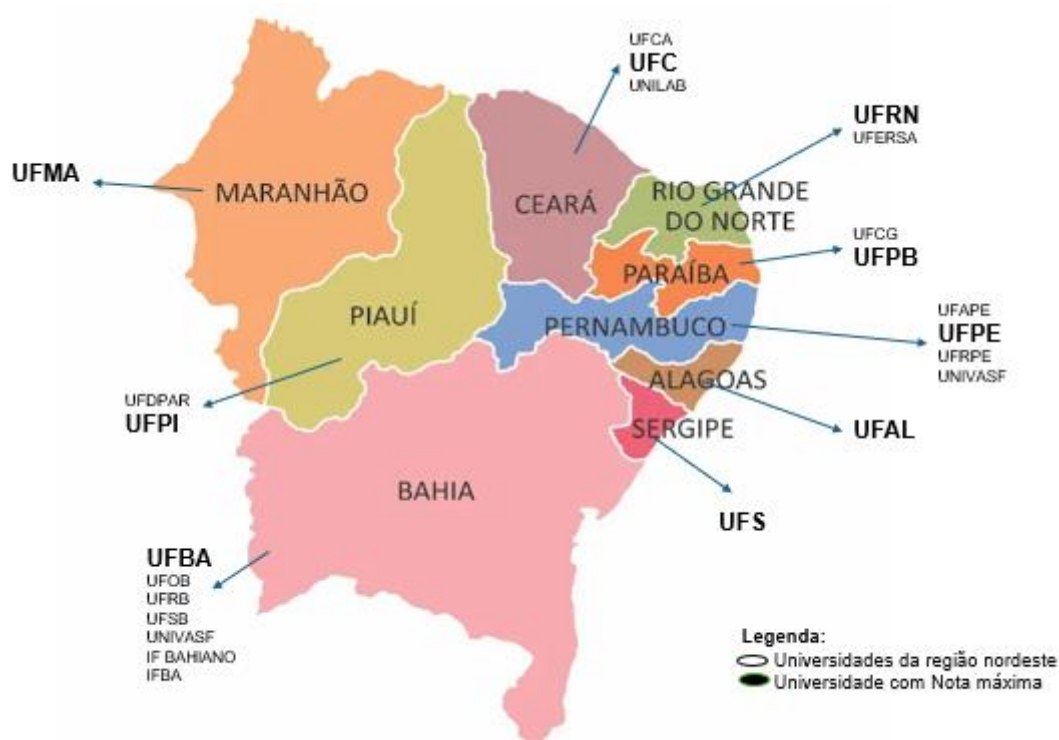 UFCA
UFC
UNILAB
UFRN
UFERSA
UFMA
MARANHÃO
CEARÁ
RIO GRANDE
DO NORTE
UFCG
UFPB
PARAÍBA
PIAUÍ
PERNAMBUCO
UFAPE
UFPE
UFRPE
UNIVASF
ALAGOAS
UFDPAR
UFPI
SERGIPE
UFAL
BAHIA
UFS
UFBA
UFOB
UFRB
UFSB
UNIVASF
IF BAHIANO
IFBA
Legenda:
Universidades da região nordeste
Universidade com Nota máxima